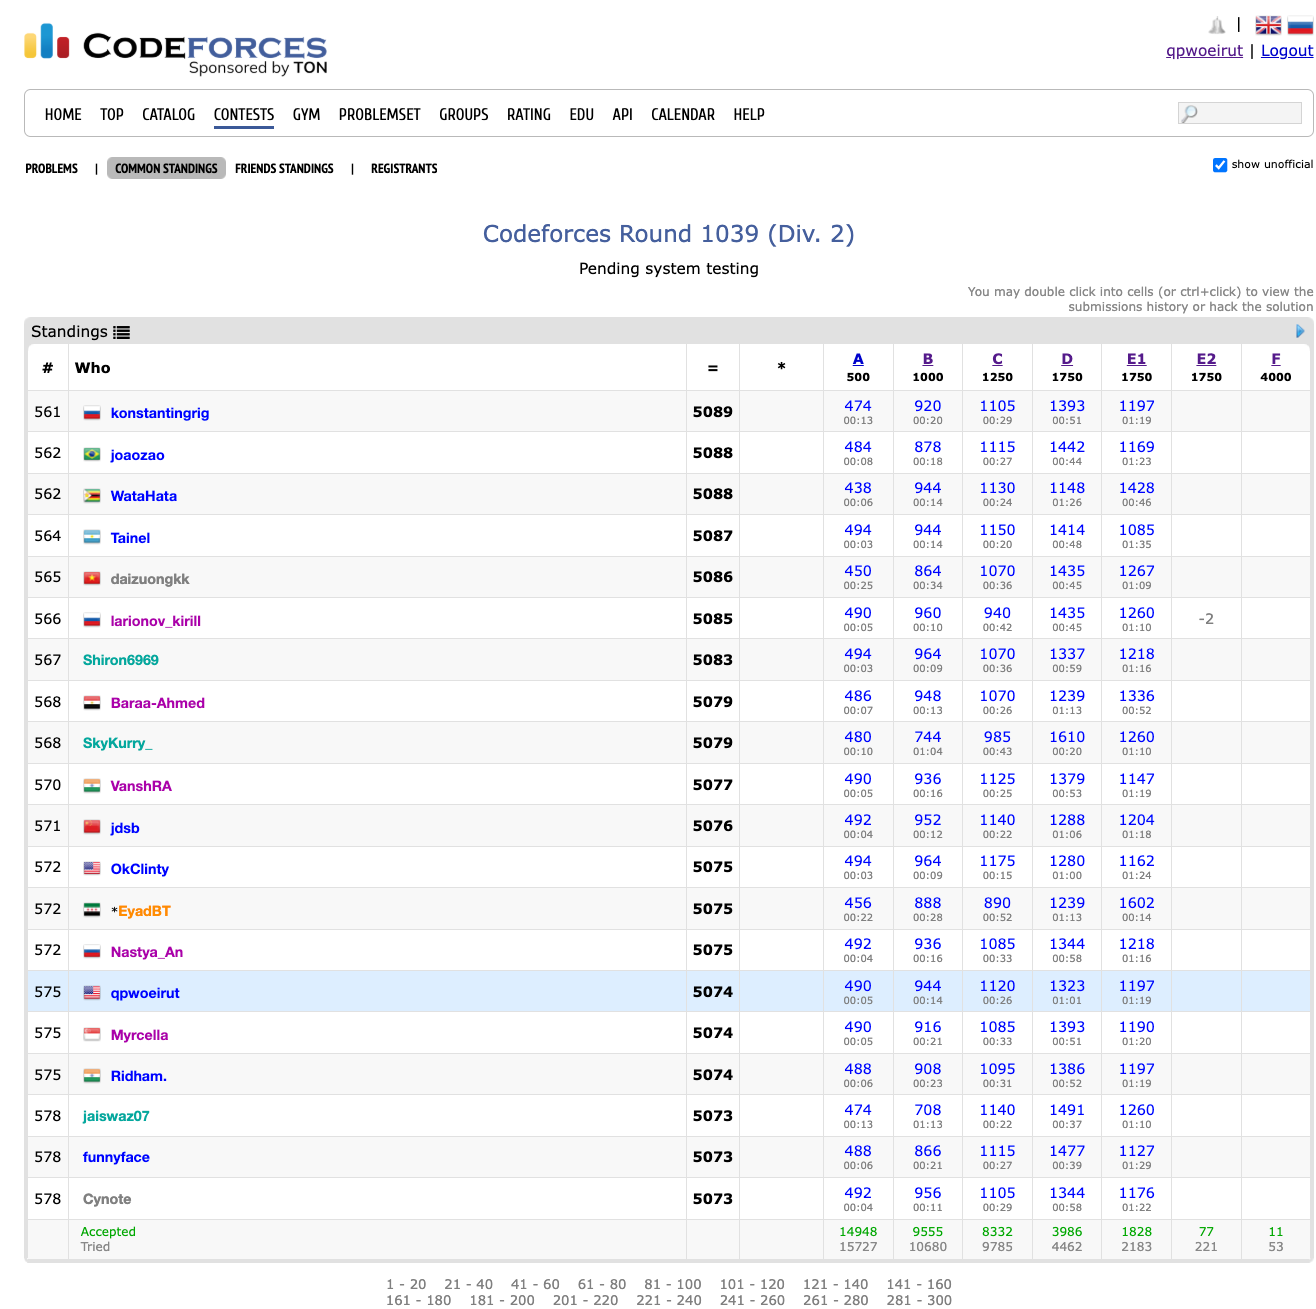 qpwoeirut | Logout
CODEFORCES
Sponsored by TON
HOME TOP CATALOG CONTESTS GYM PROBLEMSET GROUPS RATING EDU API CALENDAR HELP
PROBLEMS | COMMON STANDINGS FRIENDS STANDINGS | REGISTRANTS
show unofficial
Codeforces Round 1039 (Div. 2)
Pending system testing
You may double click into cells (or ctrl+click) to view the
submissions history or hack the solution
Standings
# Who = * A B C D E1 E2 F
500 1000 1250 1750 1750 1750 4000
561 konstantingrig 5089 474 920 1105 1393 1197
00:13 00:20 00:29 00:51 01:19
562 joaozao 5088 484 878 1115 1442 1169
00:08 00:18 00:27 00:44 01:23
562 WataHata 5088 438 944 1130 1148 1428
00:06 00:14 00:24 01:26 00:46
564 Tainel 5087 494 944 1150 1414 1085
00:03 00:14 00:20 00:48 01:35
565 daizuongkk 5086 450 864 1070 1435 1267
00:25 00:34 00:36 00:45 01:09
566 larionov_kirill 5085 490 960 940 1435 1260 -2
00:05 00:10 00:42 00:45 01:10
567 Shiron6969 5083 494 964 1070 1337 1218
00:03 00:09 00:36 00:59 01:16
568 Baraa-Ahmed 5079 486 948 1070 1239 1336
00:07 00:13 00:26 01:13 00:52
568 SkyKurry_ 5079 480 744 985 1610 1260
00:10 01:04 00:43 00:20 01:10
570 VanshRA 5077 490 936 1125 1379 1147
00:05 00:16 00:25 00:53 01:19
571 jdsb 5076 492 952 1140 1288 1204
00:04 00:12 00:22 01:06 01:18
572 OkClinty 5075 494 964 1175 1280 1162
00:03 00:09 00:15 01:00 01:24
572 *EyadBT 5075 456 888 890 1239 1602
00:22 00:28 00:52 01:13 00:14
572 Nastya_An 5075 492 936 1085 1344 1218
00:04 00:16 00:33 00:58 01:16
575 qpwoeirut 5074 490 944 1120 1323 1197
00:05 00:14 00:26 01:01 01:19
575 Myrcella 5074 490 916 1085 1393 1190
00:05 00:21 00:33 00:51 01:20
575 Ridham. 5074 488 908 1095 1386 1197
00:06 00:23 00:31 00:52 01:19
578 jaiswaz07 5073 474 708 1140 1491 1260
00:13 01:13 00:22 00:37 01:10
578 funnyface 5073 488 866 1115 1477 1127
00:06 00:21 00:27 00:39 01:29
578 Cynote 5073 492 956 1105 1344 1176
00:04 00:11 00:29 00:58 01:22
Accepted 14948 9555 8332 3986 1828 77 11
Tried 15727 10680 9785 4462 2183 221 53
1 - 20 21 - 40 41 - 60 61 - 80 81 - 100 101 - 120 121 - 140 141 - 160
161 - 180 181 - 200 201 - 220 221 - 240 241 - 260 261 - 280 281 - 300